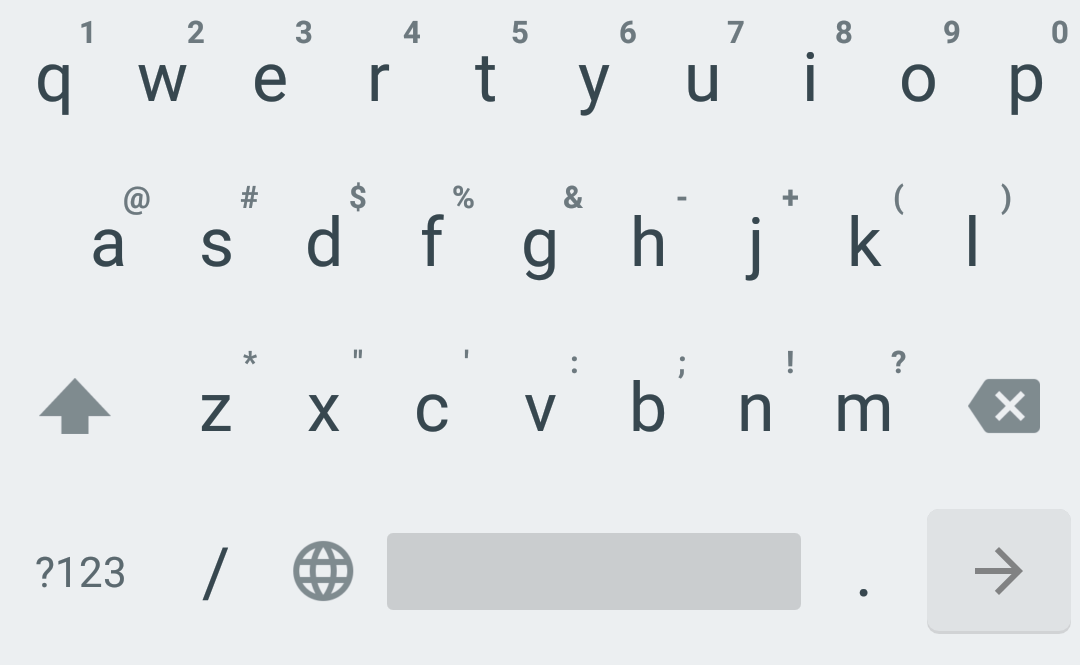 1 2 3 4 5 6 7 8 9 0
q w e r t y u i o p
@ # $ % & - + ( )
a s d f g h j k l
* " ' : ; ! ?
z x c v b n m
?123 / .